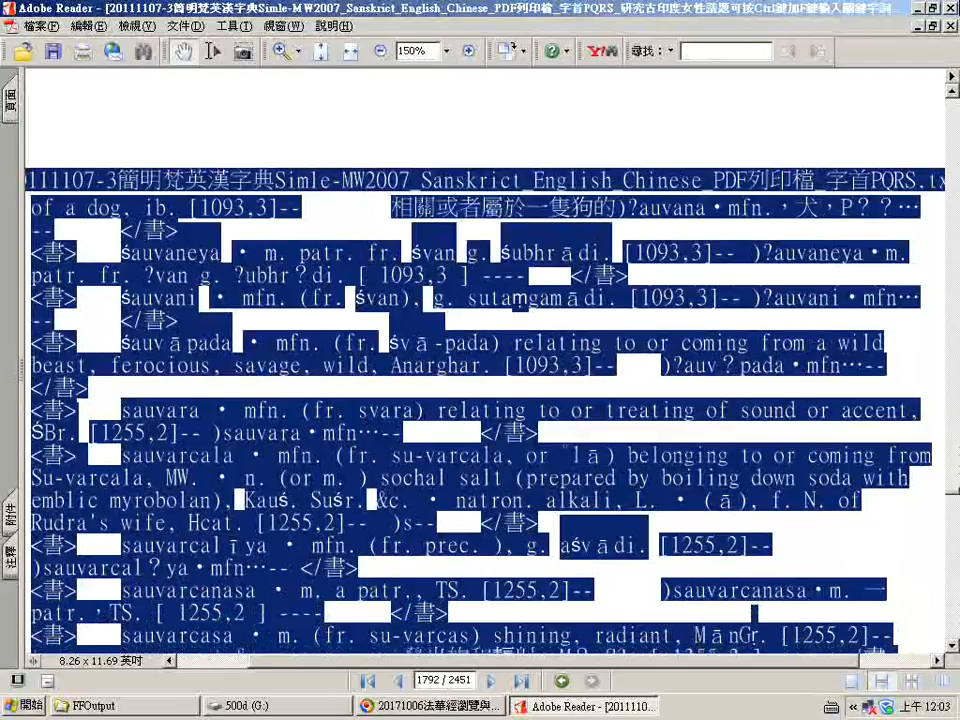 Adobe Reader - [20111107-3簡明梵英漢字典Simle-MW2007_Sanskrict_English_Chinese_PDF列印檔_字首PQRS_研究古印度女性議題可按Ctrl鍵加F鍵輸入關鍵字詞
檔案(F) 編輯(E) 檢視(V) 文件(D) 工具(T) 視窗(W) 說明(H)
150% Y! 尋找:
頁面
附件
注釋
0111107-3簡明梵英漢字典Simle-MW2007_Sanskrict_English_Chinese_PDF列印檔_字首PQRS.tx
of a dog, ib. [1093,3]-- 相關或者屬於一隻狗的)?auvana‧mfn.,犬,P??…
-- </書>
<書> śauvaneya ‧ m. patr. fr. śvan g. śubhrādi. [1093,3]-- )?auvaneya‧m.
patr. fr. ?van g. ?ubhr?di. [ 1093,3 ] ---- </書>
<書> śauvani ‧ mfn. (fr. śvan), g. sutaṃgamādi. [1093,3]-- )?auvani‧mfn…
-- </書>
<書> śauvāpada ‧ mfn. (fr. śvā-pada) relating to or coming from a wild
beast, ferocious, savage, wild, Anarghar. [1093,3]-- )?auv?pada‧mfn…--
</書>
<書> sauvara ‧ mfn. (fr. svara) relating to or treating of sound or accent,
ŚBr. [1255,2]-- )sauvara‧mfn…-- </書>
<書> sauvarcala ‧ mfn. (fr. su-varcala, or °lā) belonging to or coming from
Su-varcala, MW. ‧ n. (or m. ) sochal salt (prepared by boiling down soda with
emblic myrobolan), Kauś. Suśr. &c. ‧ natron. alkali, L. ‧ (ā), f. N. of
Rudra's wife, Hcat. [1255,2]-- )s-- </書>
<書> sauvarcalīya ‧ mfn. (fr. prec. ), g. aśvādi. [1255,2]--
)sauvarcal?ya‧mfn…-- </書>
<書> sauvarcanasa ‧ m. a patr., TS. [1255,2]-- )sauvarcanasa‧m. 一
patr.,TS. [ 1255,2 ] ---- </書>
<書> sauvarcasa ‧ m. (fr. su-varcas) shining, radiant, MānGṛ. [1255,2]--
8.26 x 11.69 英吋
1792 / 2451
開始 FFOutput 500d (G:) 20171006法華經瀏覽與... Adobe Reader - [2011110... 上午 12:03